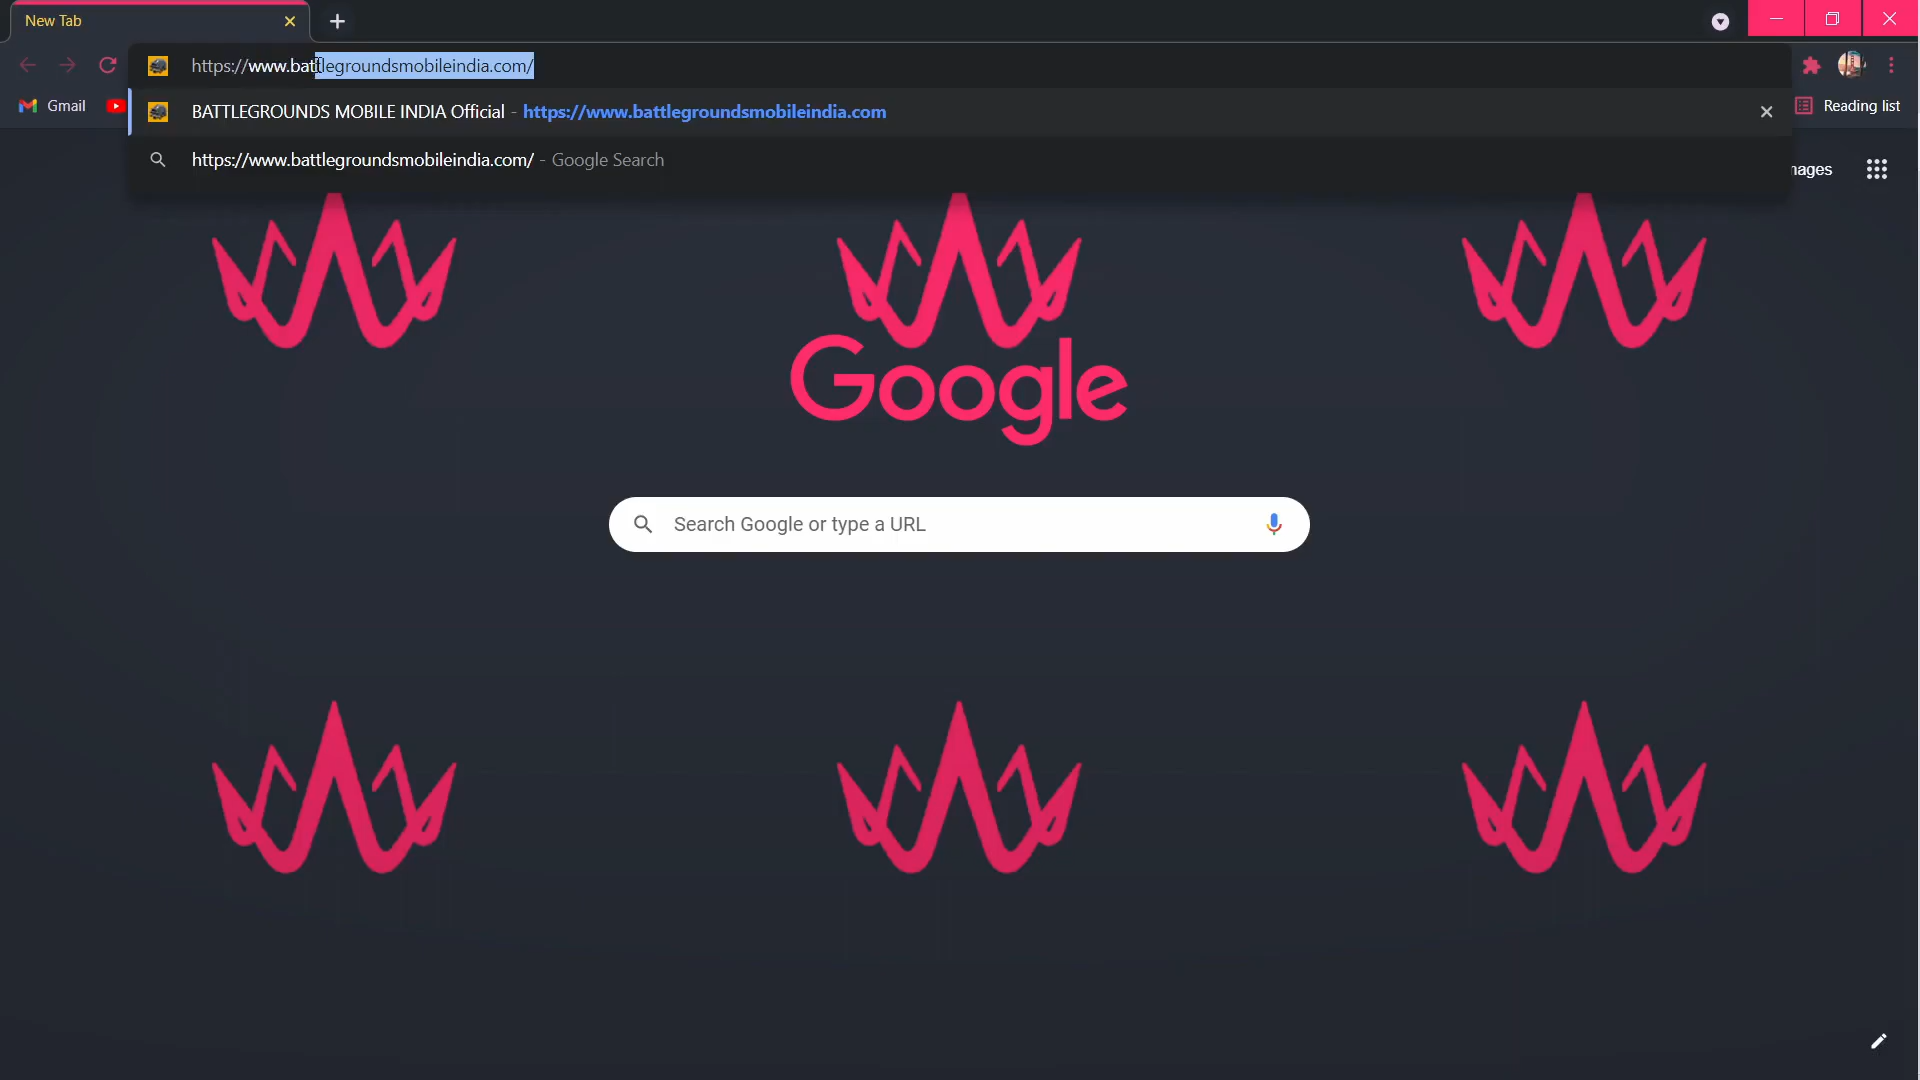 New Tab
https://www.battlegroundsmobileindia.com/
BATTLEGROUNDS MOBILE INDIA Official - https://www.battlegroundsmobileindia.com
Gmail
Reading list
https://www.battlegroundsmobileindia.com/ - Google Search
mages
Google
Search Google or type a URL